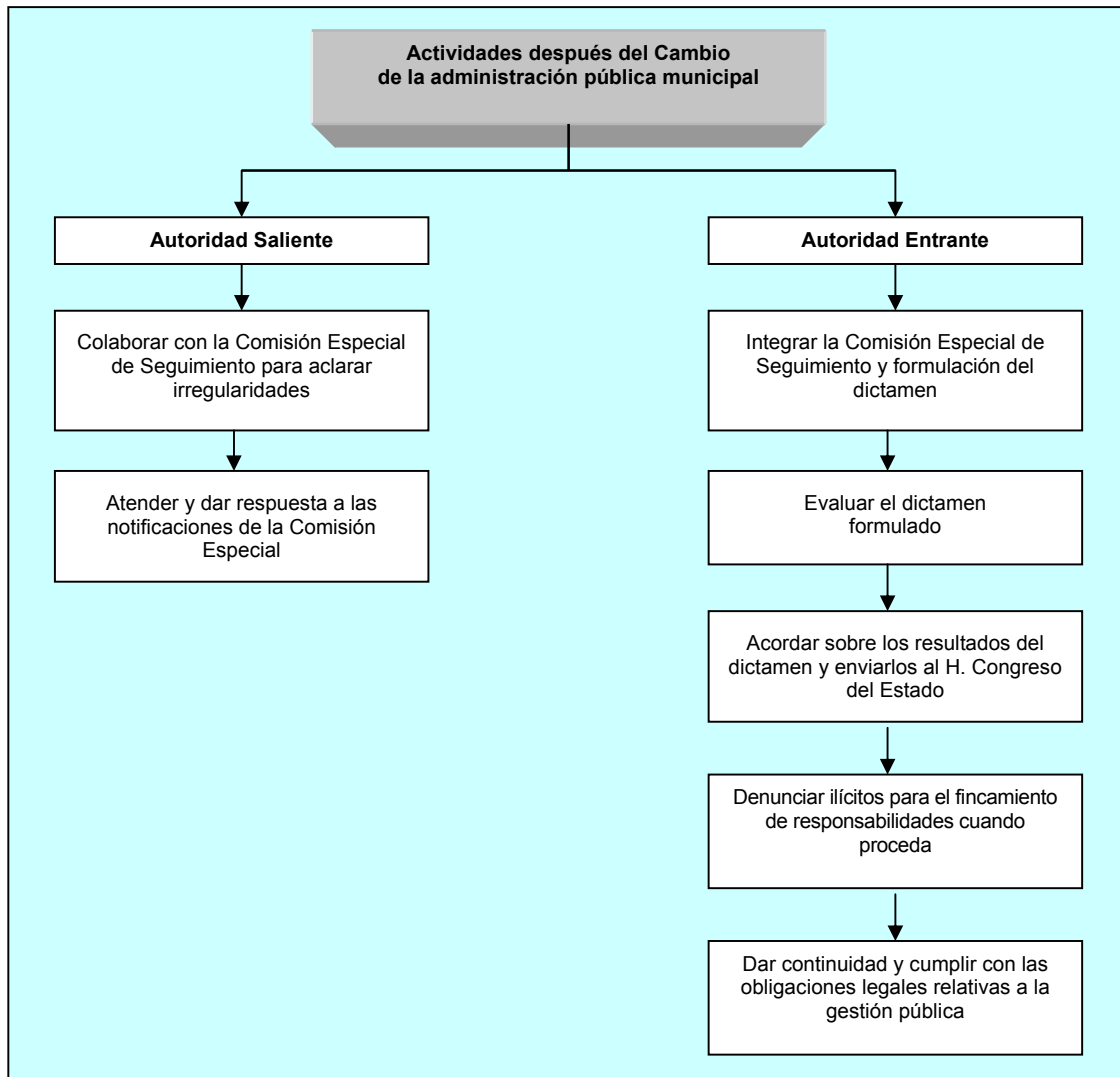 Actividades después del Cambio
de la administración pública municipal
Autoridad Saliente
Colaborar con la Comisión Especial
de Seguimiento para aclarar
irregularidades
Atender y dar respuesta a las
notificaciones de la Comisión
Especial
Autoridad Entrante
Integrar la Comisión Especial de
Seguimiento y formulación del
dictamen
Evaluar el dictamen
formulado
Acordar sobre los resultados del
dictamen y enviarlos al H. Congreso
del Estado
Denunciar ilícitos para el fincamiento
de responsabilidades cuando
proceda
Dar continuidad y cumplir con las
obligaciones legales relativas a la
gestión pública